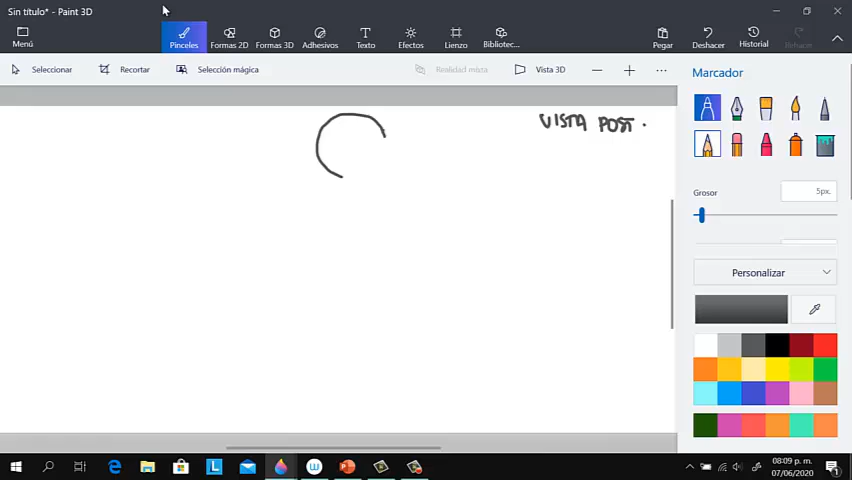 Sin título* - Paint 3D
Menú
Pinceles
Formas 2D
Formas 3D
Adhesivos
Texto
Efectos
Lienzo
Bibliotec...
Pegar
Deshacer
Historial
Rehacer
Seleccionar
Recortar
Selección mágica
Realidad mixta
Vista 3D
...
Marcador
VISTA POST.
Grosor
5px.
Personalizar
08:09 p. m.
07/06/2020